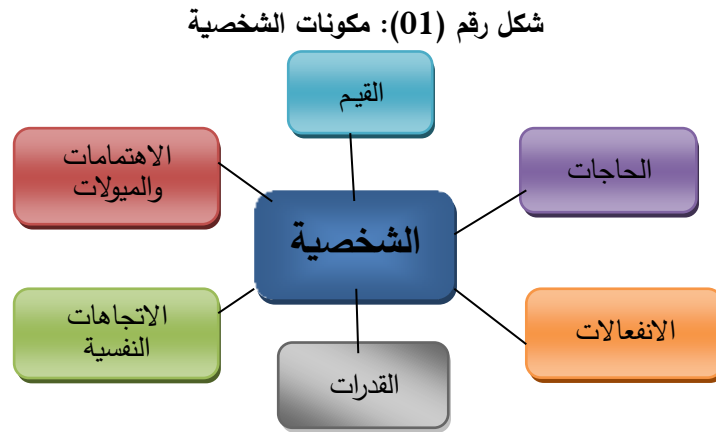 شكل رقم (01): مكونات الشخصية
القيم
الحاجات
الاهتمامات
والميولات
الشخصية
الانفعالات
الاتجاهات
النفسية
القدرات